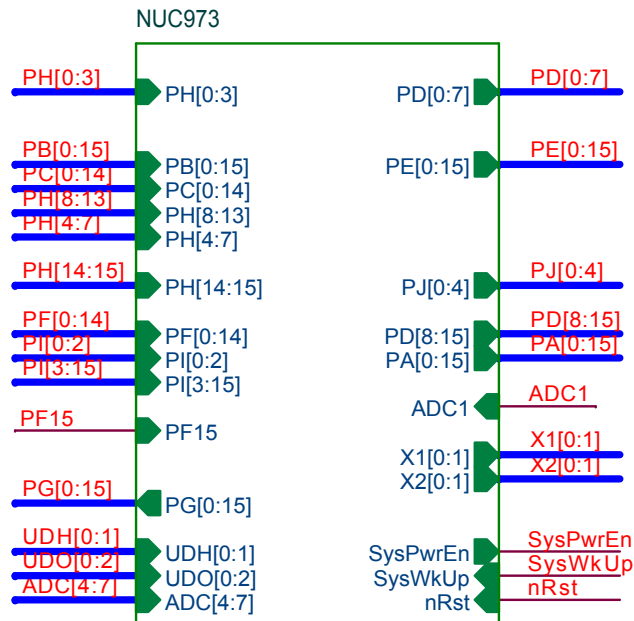 NUC973
PH[0:3] PH[0:3] PD[0:7] PD[0:7]
PB[0:15] PB[0:15] PE[0:15] PE[0:15]
PC[0:14] PC[0:14]
PH[8:13] PH[8:13]
PH[4:7] PH[4:7]
PH[14:15] PH[14:15] PJ[0:4] PJ[0:4]
PF[0:14] PF[0:14] PD[8:15] PD[8:15]
PI[0:2] PI[0:2] PA[0:15] PA[0:15]
PI[3:15] PI[3:15]
ADC1 ADC1
PF15 PF15
X1[0:1] X1[0:1]
X2[0:1] X2[0:1]
PG[0:15] PG[0:15]
UDH[0:1] UDH[0:1] SysPwrEn SysPwrEn
UDO[0:2] UDO[0:2] SysWkUp SysWkUp
ADC[4:7] ADC[4:7] nRst nRst